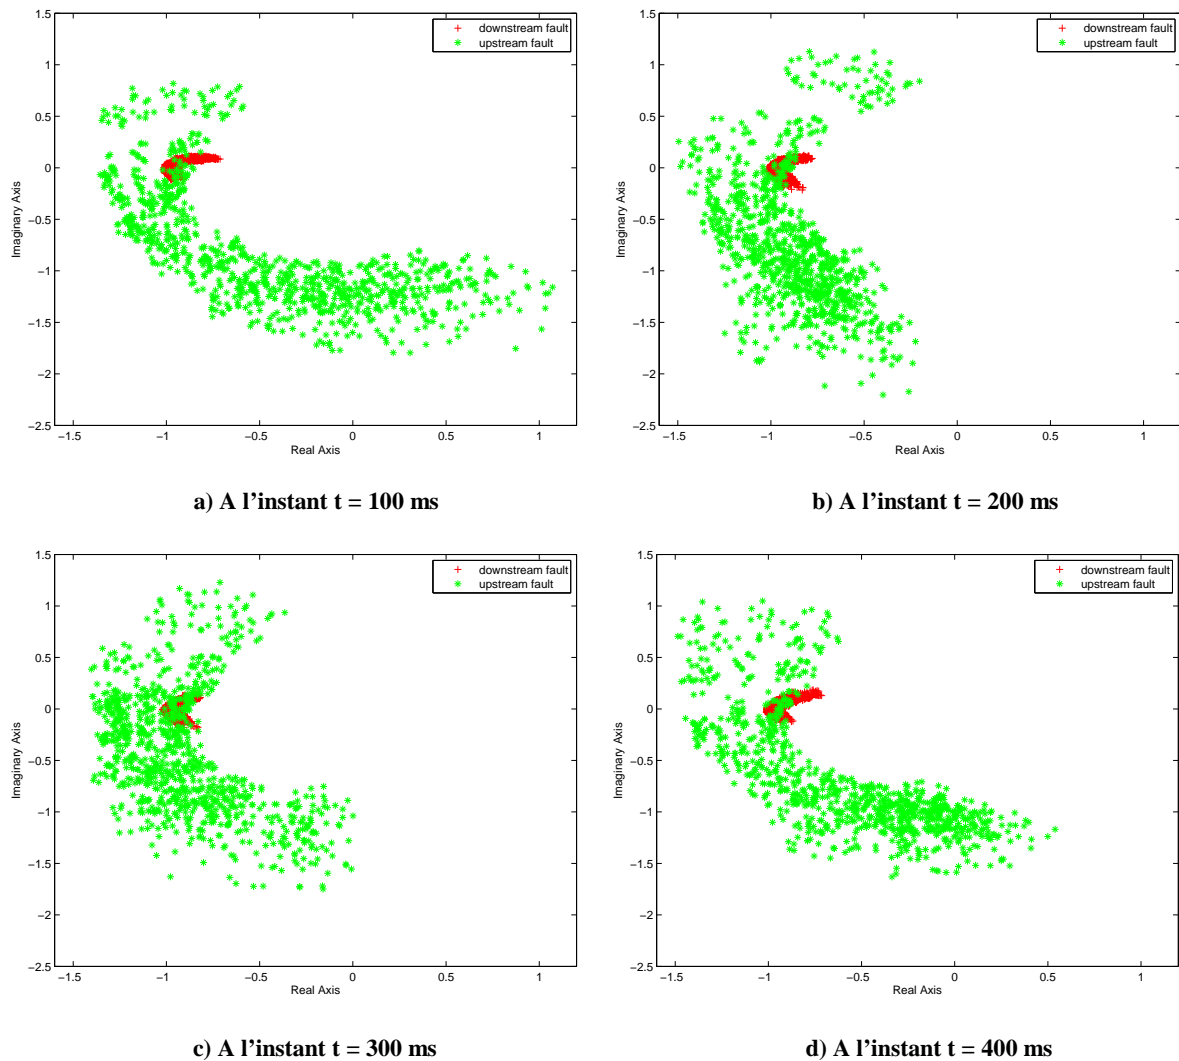 1.5
1
0.5
0
−0.5
−1
−1.5
−2
−2.5
Imaginary Axis
−1.5 −1 −0.5 0 0.5 1
Real Axis
downstream fault
upstream fault
a) A l'instant t = 100 ms
1.5
1
0.5
0
−0.5
−1
−1.5
−2
−2.5
Imaginary Axis
−1.5 −1 −0.5 0 0.5 1
Real Axis
downstream fault
upstream fault
b) A l'instant t = 200 ms
1.5
1
0.5
0
−0.5
−1
−1.5
−2
−2.5
Imaginary Axis
−1.5 −1 −0.5 0 0.5 1
Real Axis
downstream fault
upstream fault
c) A l'instant t = 300 ms
1.5
1
0.5
0
−0.5
−1
−1.5
−2
−2.5
Imaginary Axis
−1.5 −1 −0.5 0 0.5 1
Real Axis
downstream fault
upstream fault
d) A l'instant t = 400 ms